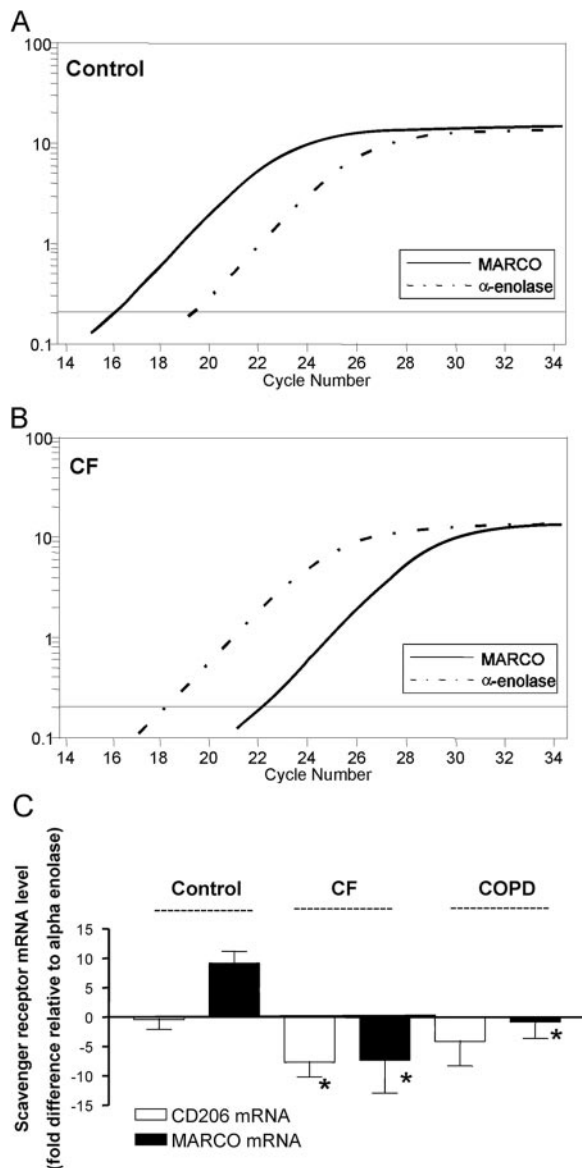 A
Control
100
10
1
0.1
MARCO
α-enolase
14 16 18 20 22 24 26 28 30 32 34
Cycle Number
B
CF
100
10
1
0.1
MARCO
α-enolase
14 16 18 20 22 24 26 28 30 32 34
Cycle Number
C
Scavenger receptor mRNA level
(fold difference relative to alpha enolase)
Control CF COPD
15
10
5
0
-5
-10
-15
* * *
CD206 mRNA
MARCO mRNA